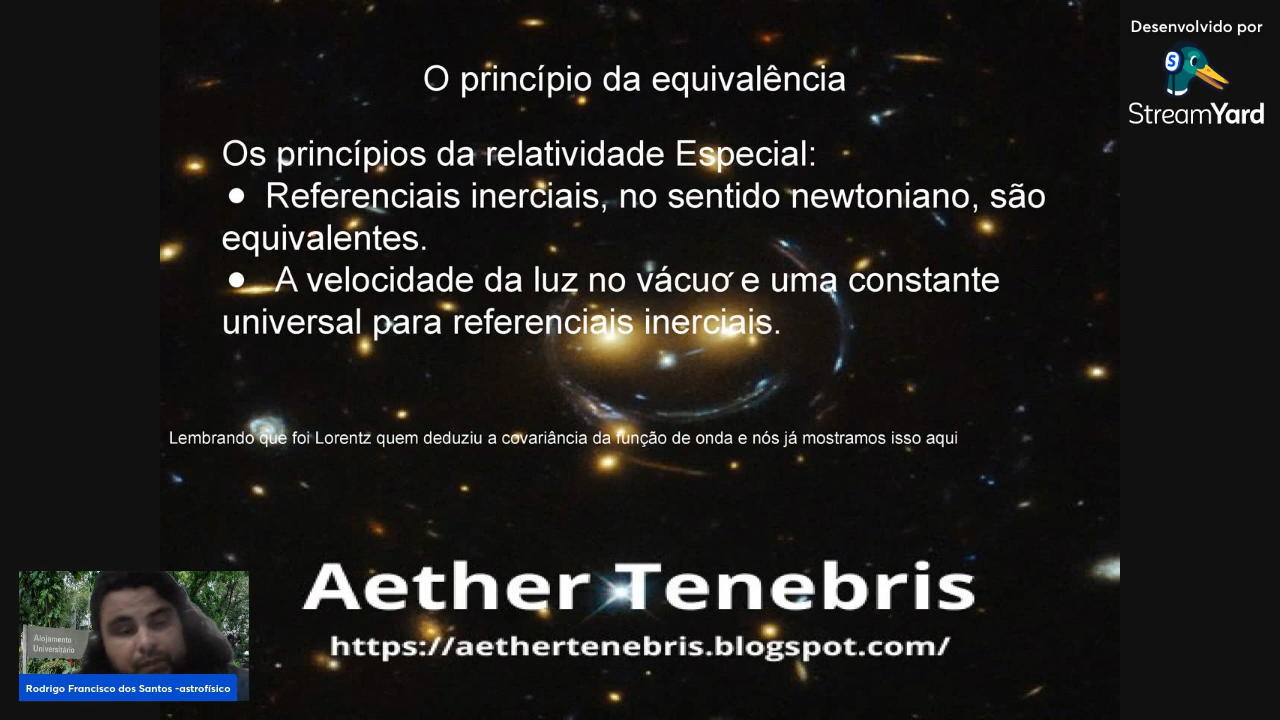 Desenvolvido por
StreamYard
O princípio da equivalência
Os princípios da relatividade Especial:
● Referenciais inerciais, no sentido newtoniano, são
equivalentes.
● A velocidade da luz no vácuo´ e uma constante
universal para referenciais inerciais.
Lembrando que foi Lorentz quem deduziu a covariância da função de onda e nós já mostramos isso aqui
Aether Tenebris
https://aethertenebris.blogspot.com/
Alojamento
Universitário
Rodrigo Francisco dos Santos -astrofísico